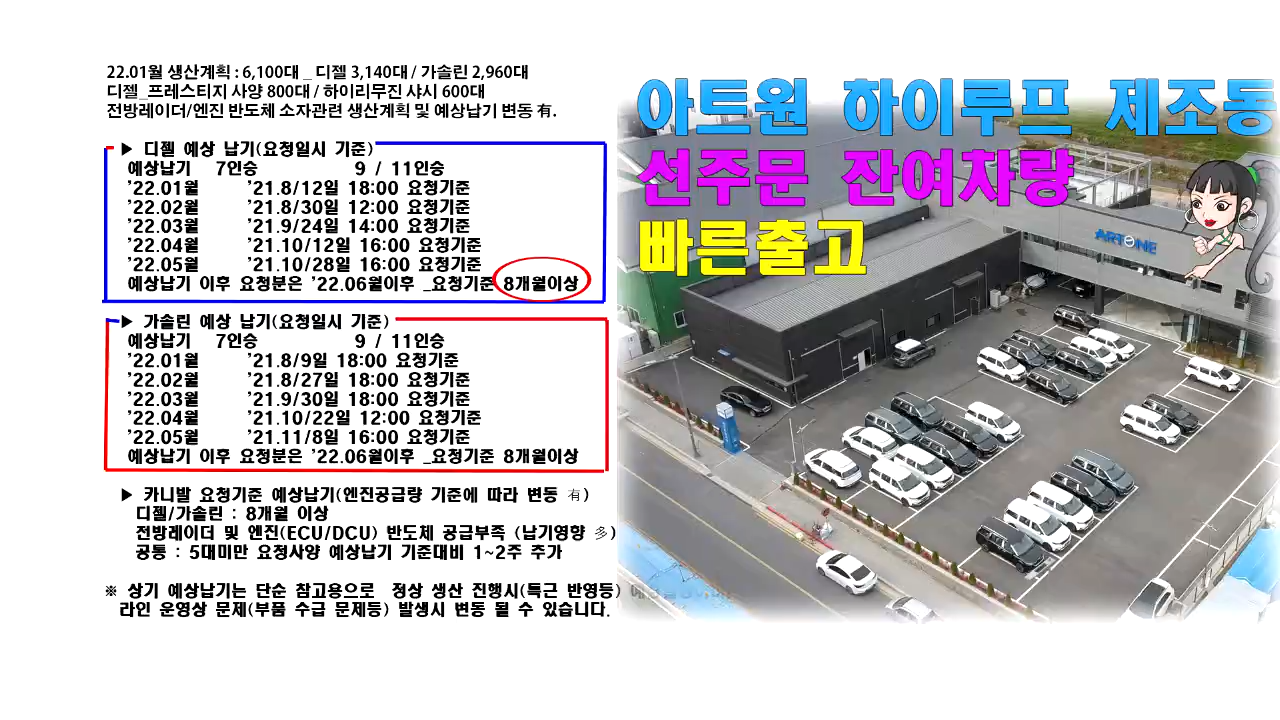 22.01월 생산계획 : 6,100대 _ 디젤 3,140대 / 가솔린 2,960대
디젤_프레스티지 사양 800대 / 하이리무진 샤시 600대
전방레이더/엔진 반도체 소자관련 생산계획 및 예상납기 변동 有.
▶ 디젤 예상 납기(요청일시 기준)
예상납기 7인승 9 / 11인승
'22.01월 '21.8/12일 18:00 요청기준
'22.02월 '21.8/30일 12:00 요청기준
'22.03월 '21.9/24일 14:00 요청기준
'22.04월 '21.10/12일 16:00 요청기준
'22.05월 '21.10/28일 16:00 요청기준
예상납기 이후 요청분은 '22.06월이후 _요청기준 8개월이상
▶ 가솔린 예상 납기(요청일시 기준)
예상납기 7인승 9 / 11인승
'22.01월 '21.8/9일 18:00 요청기준
'22.02월 '21.8/27일 18:00 요청기준
'22.03월 '21.9/30일 18:00 요청기준
'22.04월 '21.10/22일 12:00 요청기준
'22.05월 '21.11/8일 16:00 요청기준
예상납기 이후 요청분은 '22.06월이후 _요청기준 8개월이상
▶ 카니발 요청기준 예상납기(엔진공급량 기준에 따라 변동 有)
디젤/가솔린 : 8개월 이상
전방레이더 및 엔진(ECU/DCU) 반도체 공급부족 (납기영향 多)
공통 : 5대미만 요청사양 예상납기 기준대비 1~2주 추가
※ 상기 예상납기는 단순 참고용으로 정상 생산 진행시(특근 반영등)
라인 운영상 문제(부품 수급 문제등) 발생시 변동 될 수 있습니다.
아트원 하이루프 제조동
선주문 잔여차량
빠른출고
ARTONE